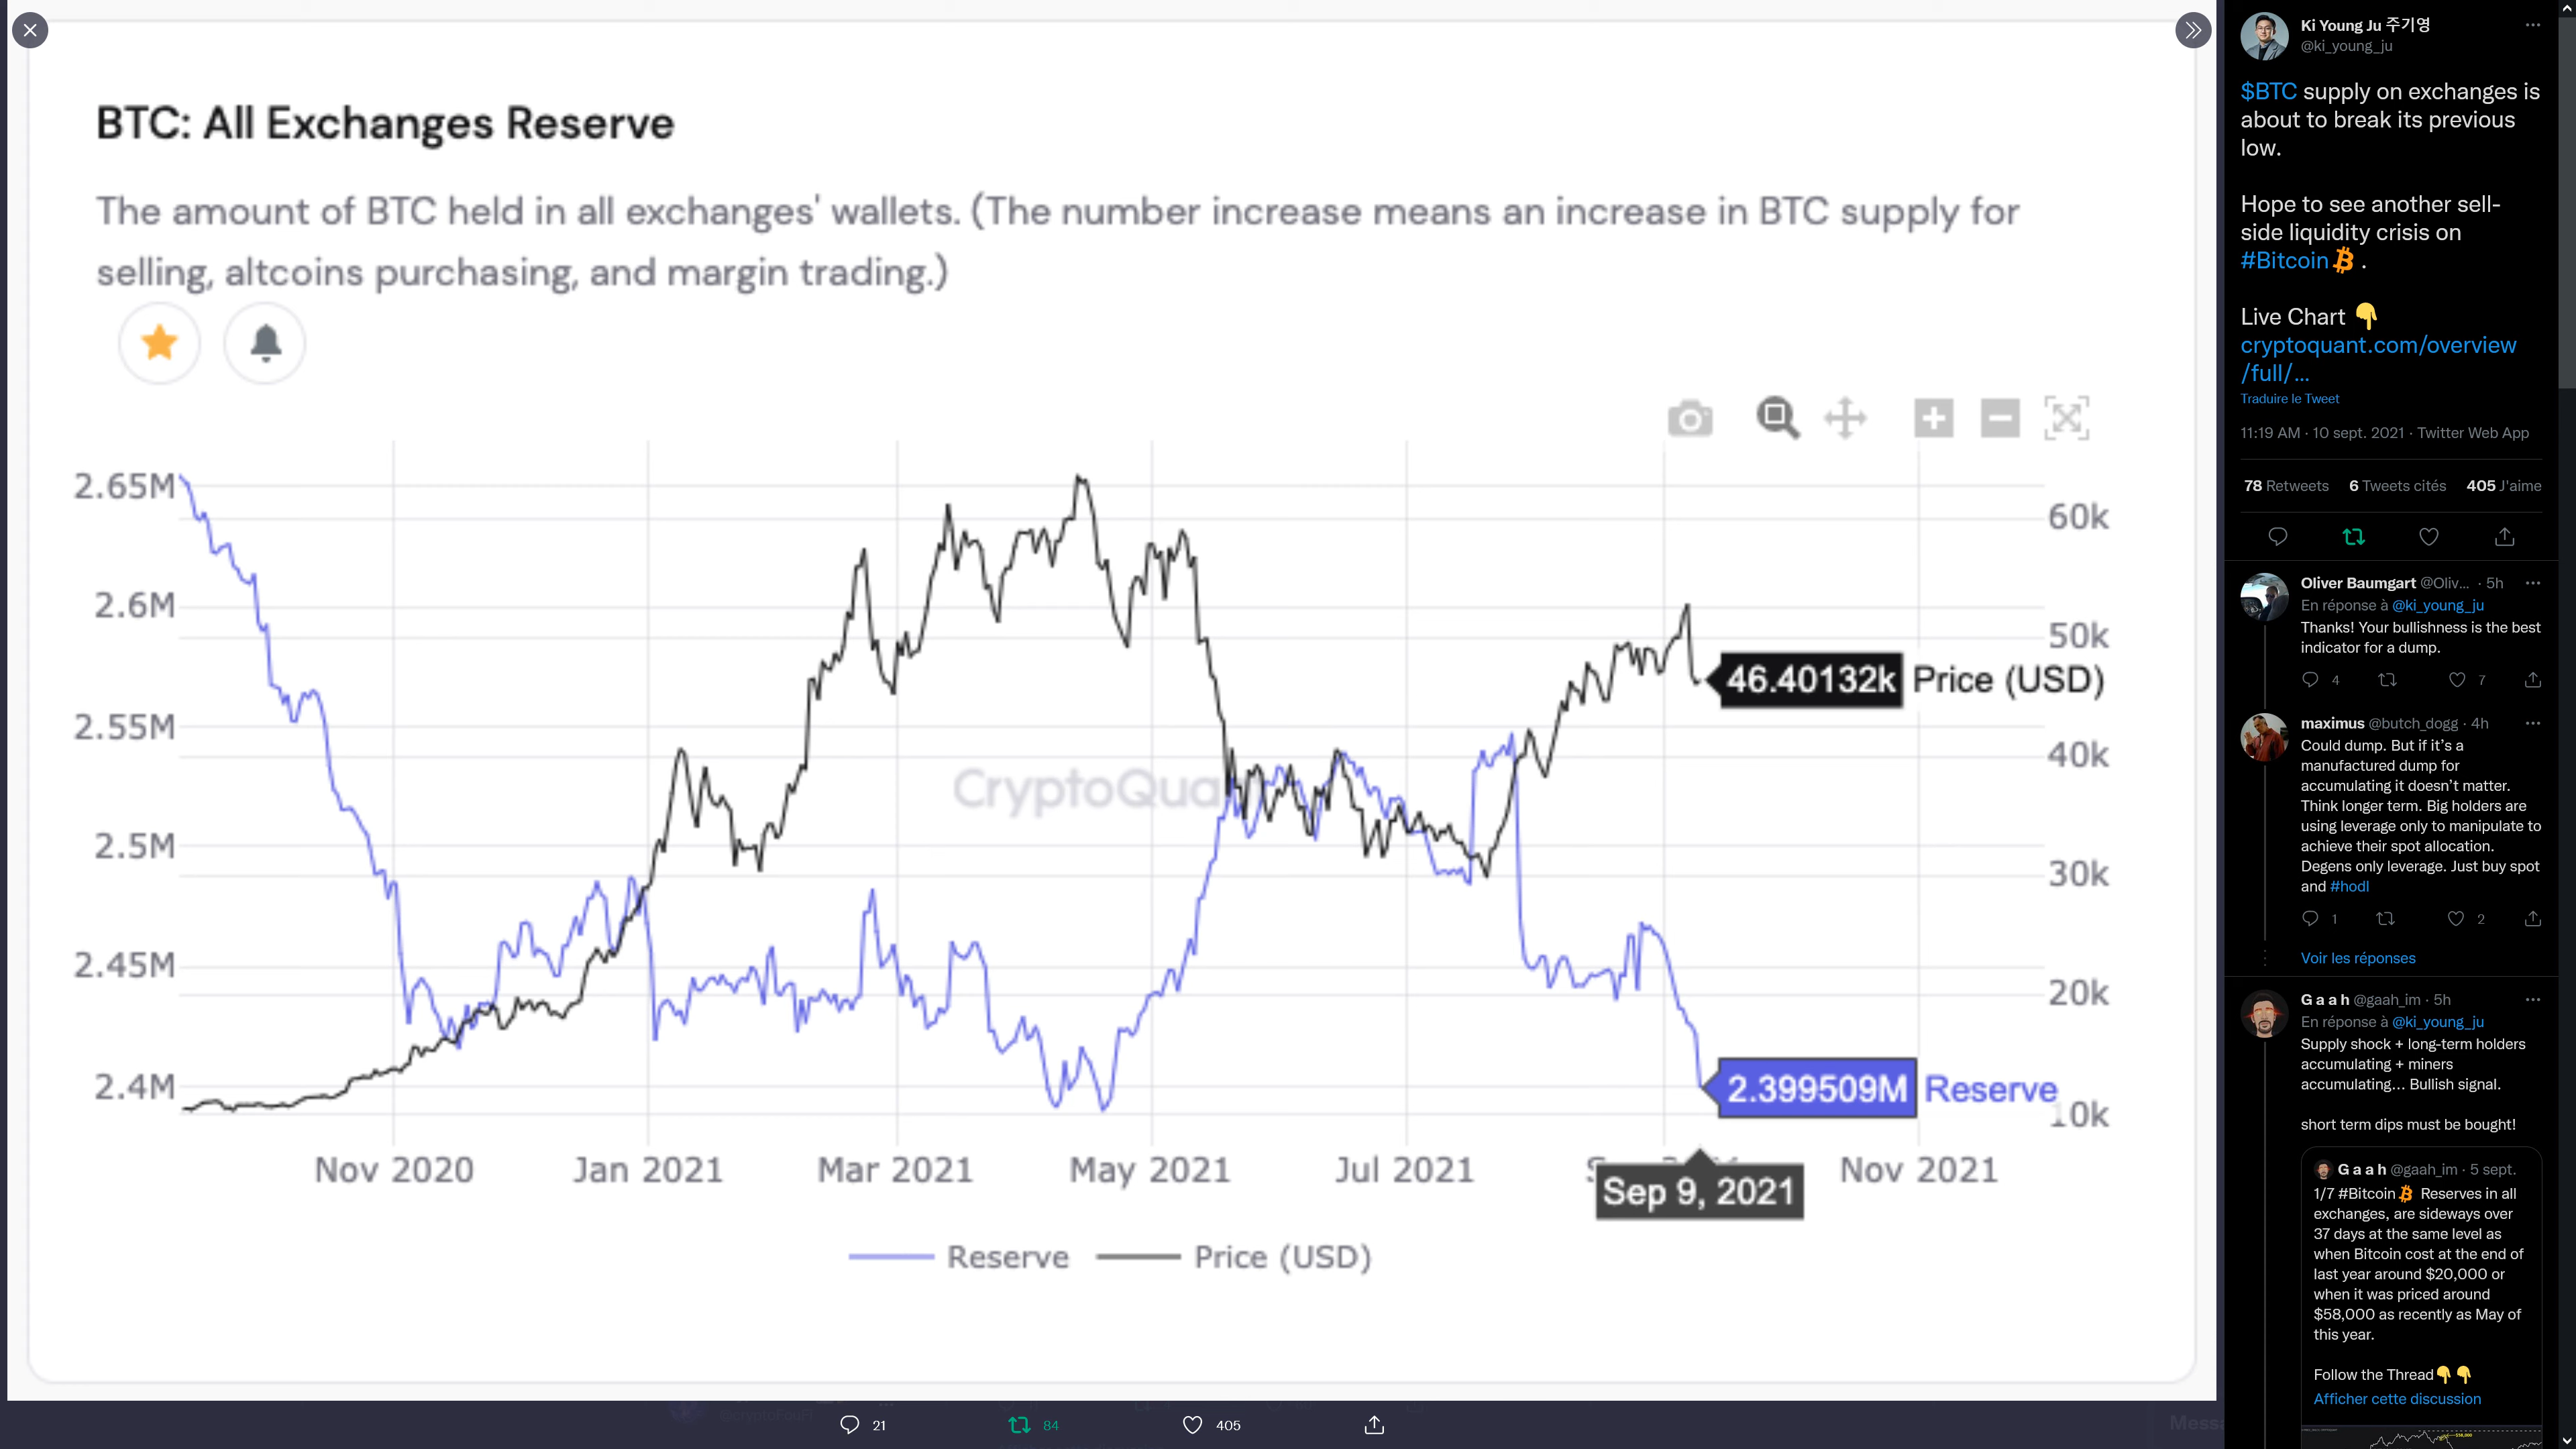 BTC: All Exchanges Reserve
The amount of BTC held in all exchanges' wallets. (The number increase means an increase in BTC supply for
selling, altcoins purchasing, and margin trading.)
2.65M
2.6M
2.55M
2.5M
2.45M
2.4M
60k
50k
40k
30k
20k
10k
CryptoQua
46.40132k Price (USD)
2.399509M Reserve
Nov 2020
Jan 2021
Mar 2021
May 2021
Jul 2021
Sep 9, 2021
Nov 2021
Reserve
Price (USD)
21
84
405
Ki Young Ju 주기영
@ki_young_ju
$BTC supply on exchanges is
about to break its previous
low.
Hope to see another sell-
side liquidity crisis on
#Bitcoin .
Live Chart 👇
cryptoquant.com/overview
/full/…
Traduire le Tweet
11:19 AM · 10 sept. 2021 · Twitter Web App
78 Retweets 6 Tweets cités 405 J'aime
Oliver Baumgart @Oliv... · 5h
En réponse à @ki_young_ju
Thanks! Your bullishness is the best
indicator for a dump.
4
7
maximus @butch_dogg · 4h
Could dump. But if it's a
manufactured dump for
accumulating it doesn't matter.
Think longer term. Big holders are
using leverage only to manipulate to
achieve their spot allocation.
Degens only leverage. Just buy spot
and #hodl
1
2
Voir les réponses
G a a h @gaah_im · 5h
En réponse à @ki_young_ju
Supply shock + long-term holders
accumulating + miners
accumulating... Bullish signal.
short term dips must be bought!
G a a h @gaah_im · 5 sept.
1/7 #Bitcoin Reserves in all
exchanges, are sideways over
37 days at the same level as
when Bitcoin cost at the end of
last year around $20,000 or
when it was priced around
$58,000 as recently as May of
this year.
Follow the Thread👇👇
Afficher cette discussion